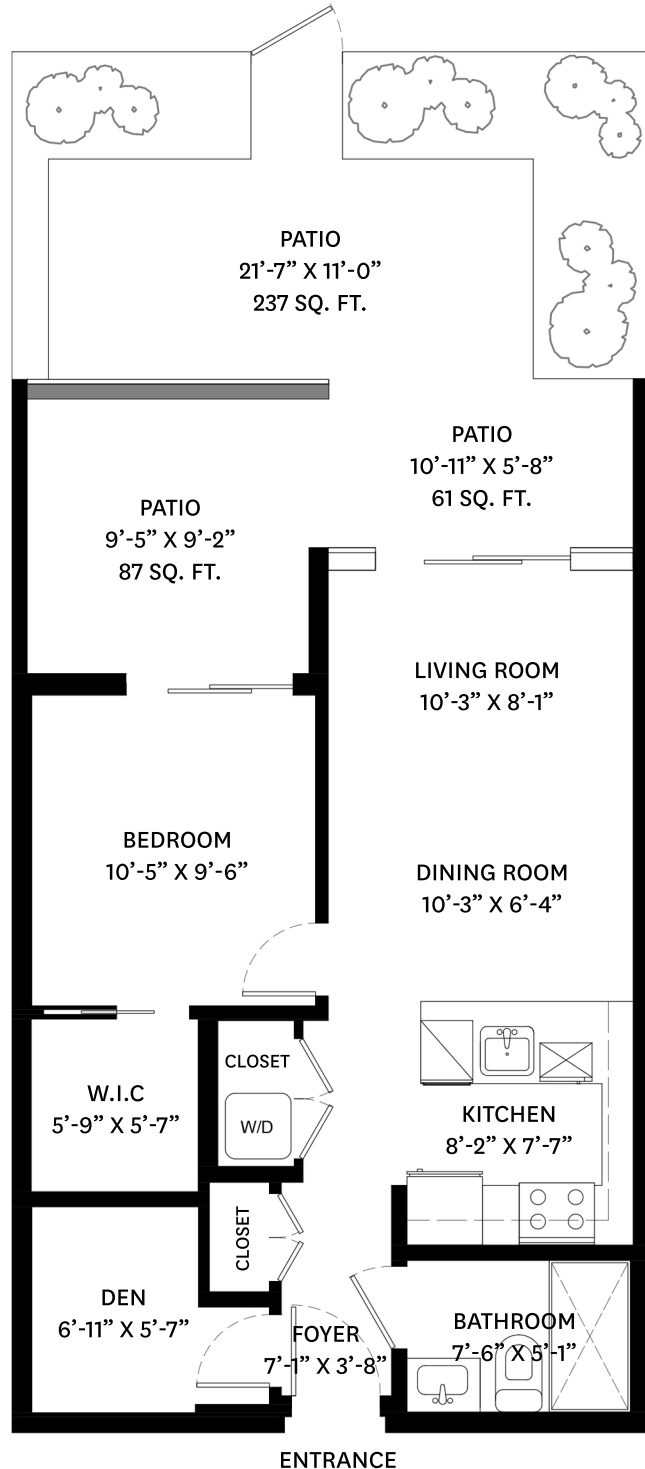 PATIO
21’-7” X 11’-0”
237 SQ. FT.
PATIO
10’-11” X 5’-8”
61 SQ. FT.
PATIO
9’-5” X 9’-2”
87 SQ. FT.
LIVING ROOM
10’-3” X 8’-1”
BEDROOM
10’-5” X 9’-6”
DINING ROOM
10’-3” X 6’-4”
CLOSET
W/D
W.I.C
5’-9” X 5’-7”
KITCHEN
8’-2” X 7’-7”
CLOSET
DEN
6’-11” X 5’-7”
FOYER
7’-1” X 3’-8”
BATHROOM
7’-6” X 5’-1”
ENTRANCE